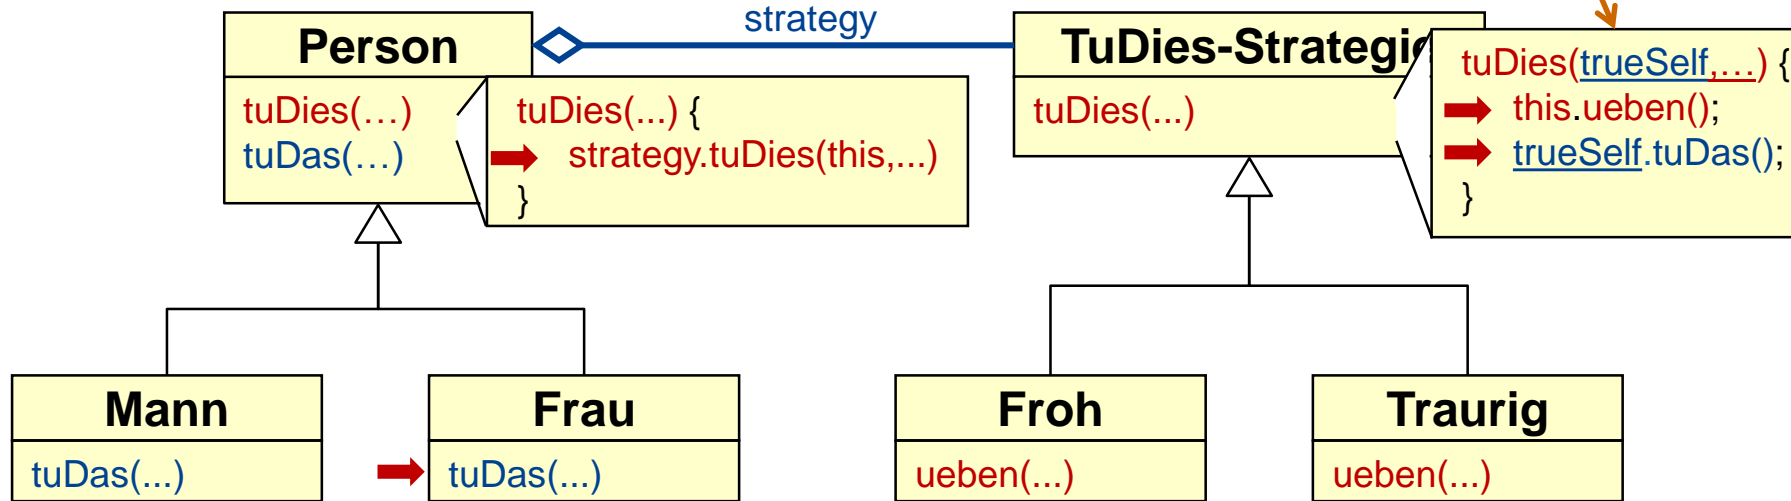 strategy
Person
tuDies(…)
tuDas(…)
tuDies(...) {
strategy.tuDies(this,...)
}
TuDies-Strategie
tuDies(...)
tuDies(trueSelf,…) {
this.ueben();
trueSelf.tuDas();
}
Mann
tuDas(...)
Frau
tuDas(...)
Froh
ueben(...)
Traurig
ueben(...)